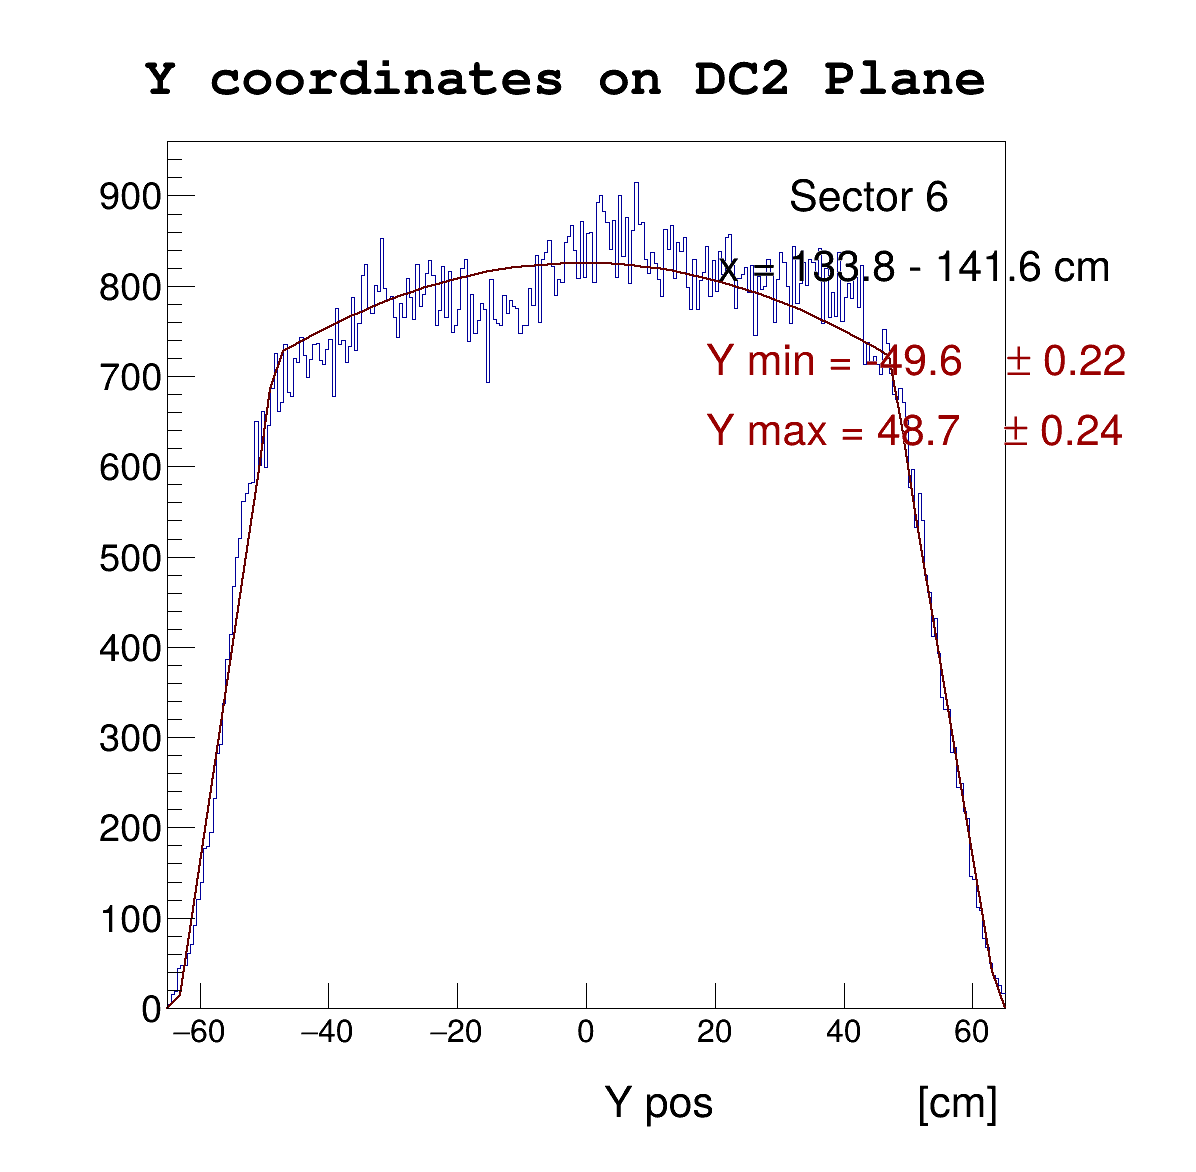 Y coordinates on DC2 Plane
900
800
700
600
500
400
300
200
100
0
Sector 6
x = 133.8 - 141.6 cm
Y min = -49.6 ± 0.22
Y max = 48.7 ± 0.24
−60 −40 −20 0 20 40 60
Y pos [cm]